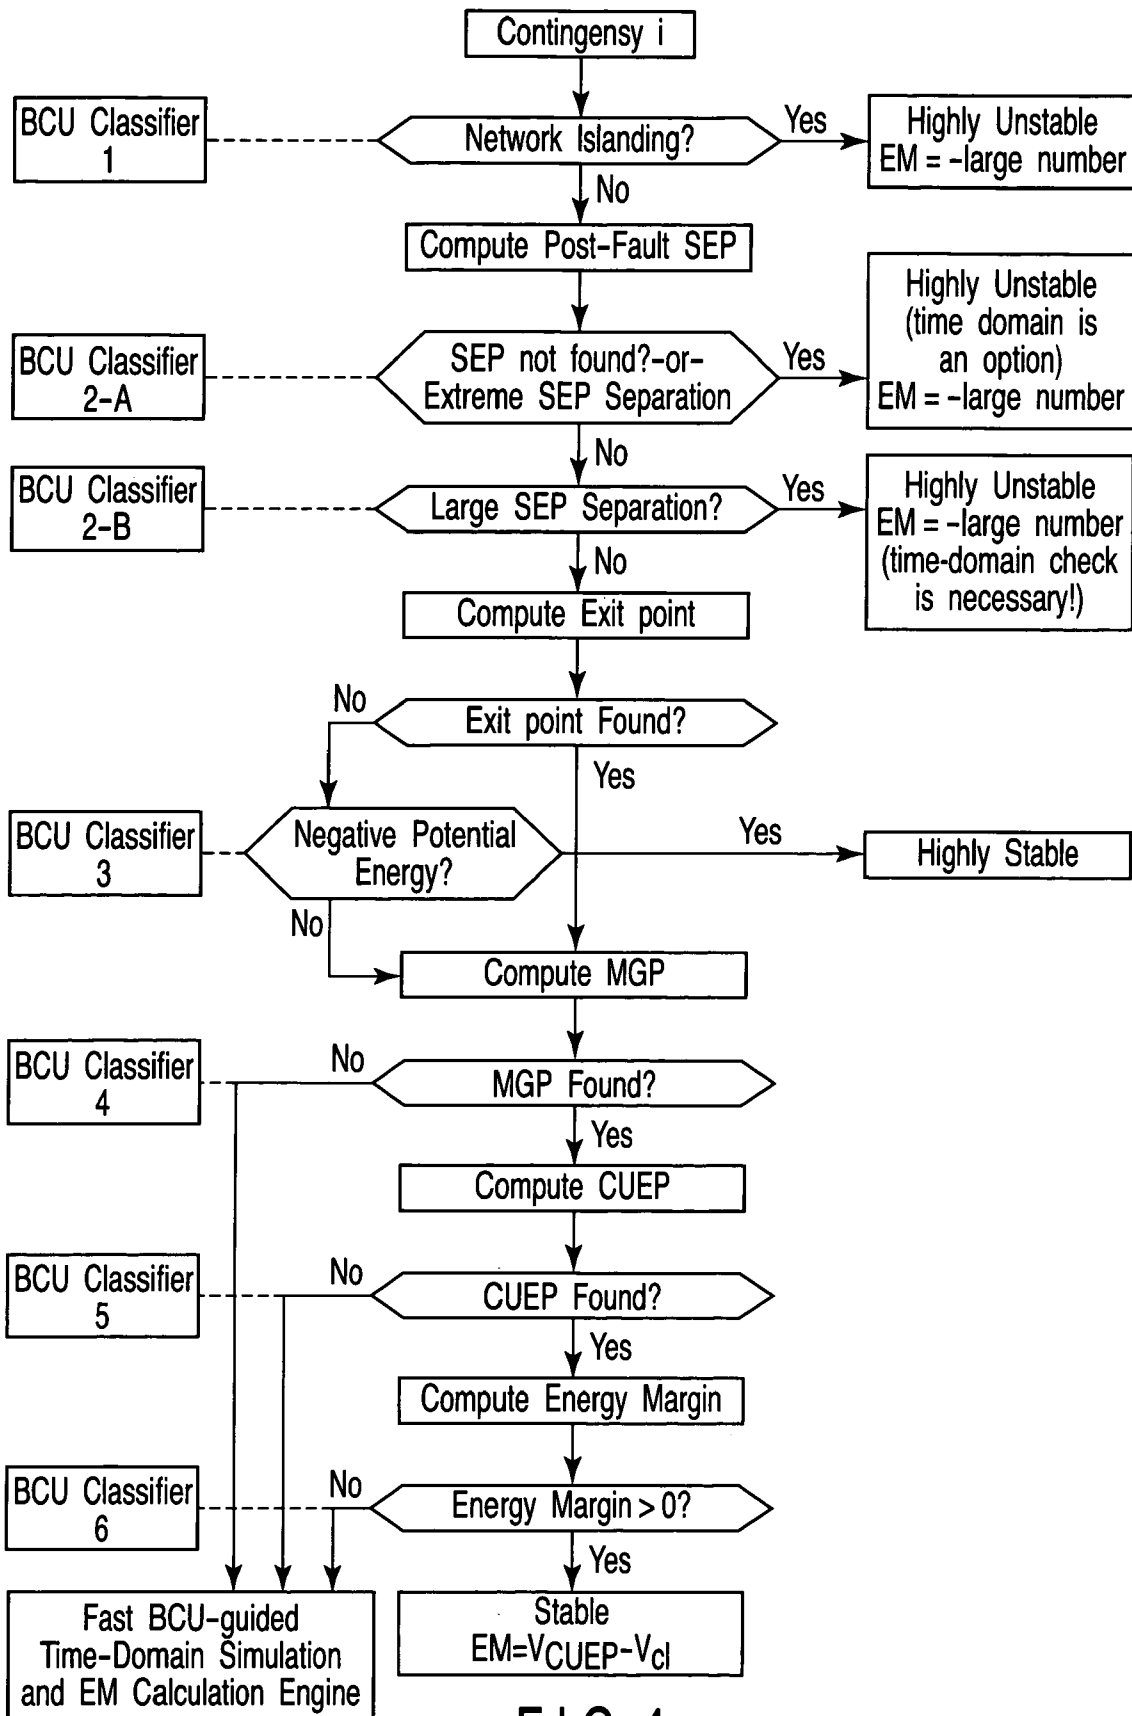 Contingensy i
BCU Classifier
1
Network Islanding?
Yes
Highly Unstable
EM = -large number
No
Compute Post-Fault SEP
BCU Classifier
2-A
SEP not found?-or-
Extreme SEP Separation
Yes
Highly Unstable
(time domain is
an option)
EM = -large number
No
BCU Classifier
2-B
Large SEP Separation?
Yes
Highly Unstable
EM = -large number
(time-domain check
is necessary!)
No
Compute Exit point
No
Exit point Found?
Yes
BCU Classifier
3
Negative Potential
Energy?
Yes
Highly Stable
No
Compute MGP
BCU Classifier
4
No
MGP Found?
Yes
Compute CUEP
BCU Classifier
5
No
CUEP Found?
Yes
Compute Energy Margin
BCU Classifier
6
No
Energy Margin > 0?
Yes
Fast BCU-guided
Time-Domain Simulation
and EM Calculation Engine
Stable
EM=VCUEP-Vcl